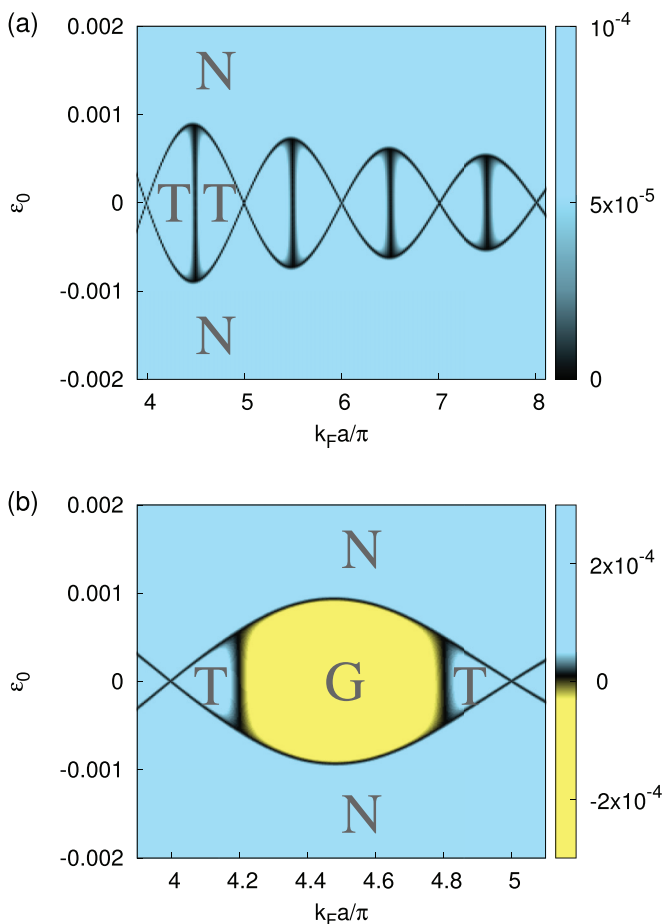 (a)
0.002
0.001
0
-0.001
-0.002
ε0
N
T T
N
4 5 6 7 8
kFa/π
10-4
5x10-5
0
(b)
0.002
0.001
0
-0.001
-0.002
ε0
N
T G T
N
4 4.2 4.4 4.6 4.8 5
kFa/π
2x10-4
0
-2x10-4